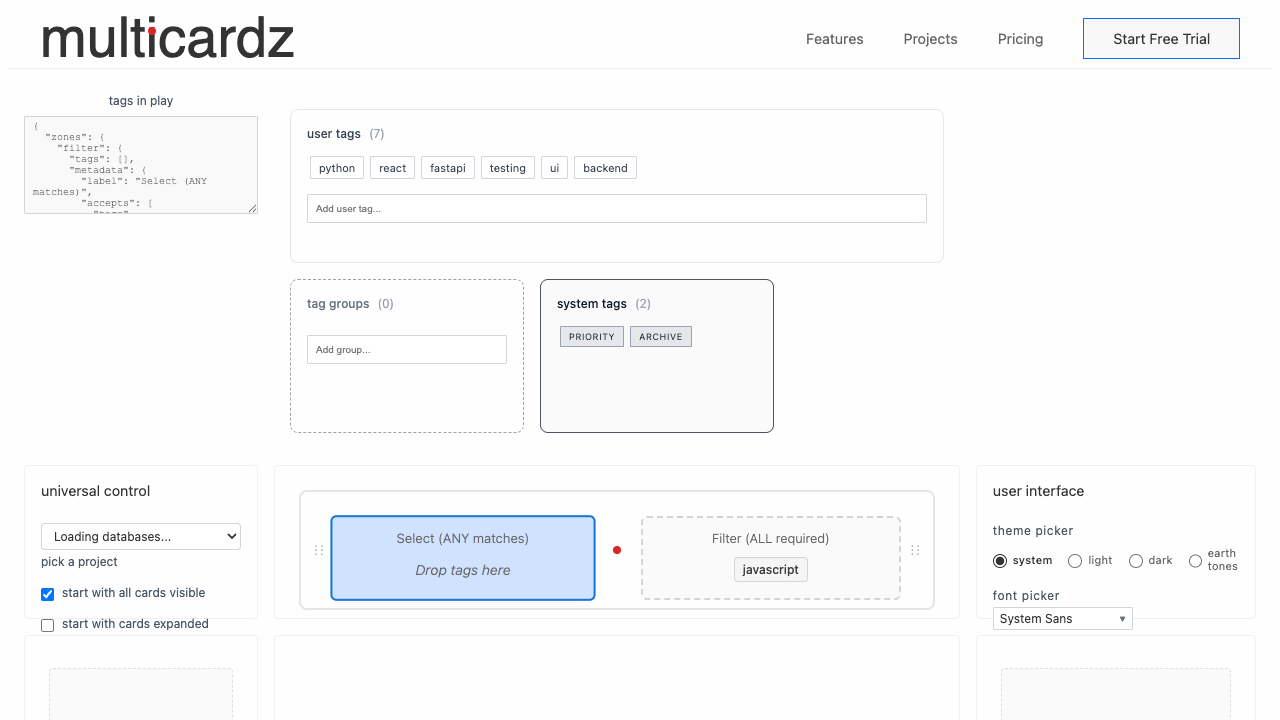 multicardz
Features
Projects
Pricing
Start Free Trial
tags in play
{
"zones": {
"filter": {
"tags": [],
"metadata": {
"label": "Select (ANY
matches)",
"accepts": [
user tags (7)
python
react
fastapi
testing
ui
backend
Add user tag...
tag groups (0)
Add group...
system tags (2)
PRIORITY
ARCHIVE
universal control
Loading databases...
pick a project
start with all cards visible
start with cards expanded
Select (ANY matches)
Drop tags here
Filter (ALL required)
javascript
user interface
theme picker
system
light
dark
earth
tones
font picker
System Sans